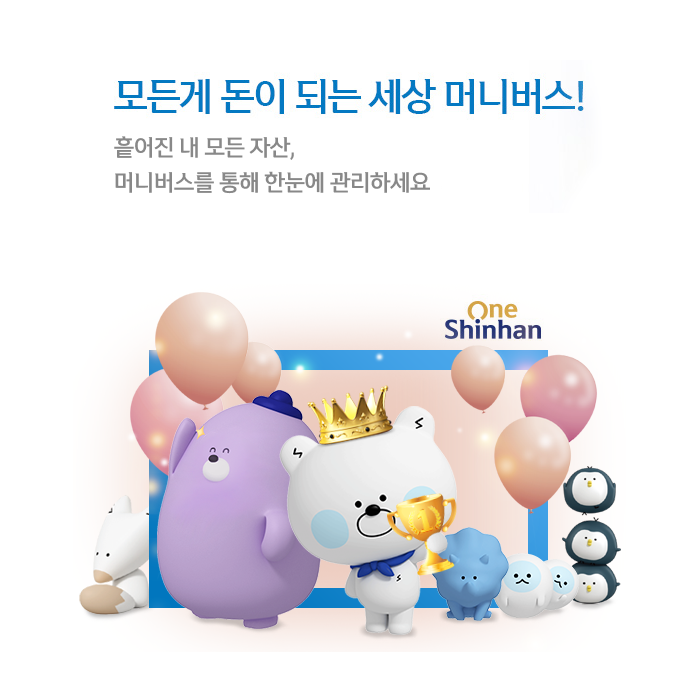 모든게 돈이 되는 세상 머니버스!
흩어진 내 모든 자산,
머니버스를 통해 한눈에 관리하세요
One
Shinhan
1